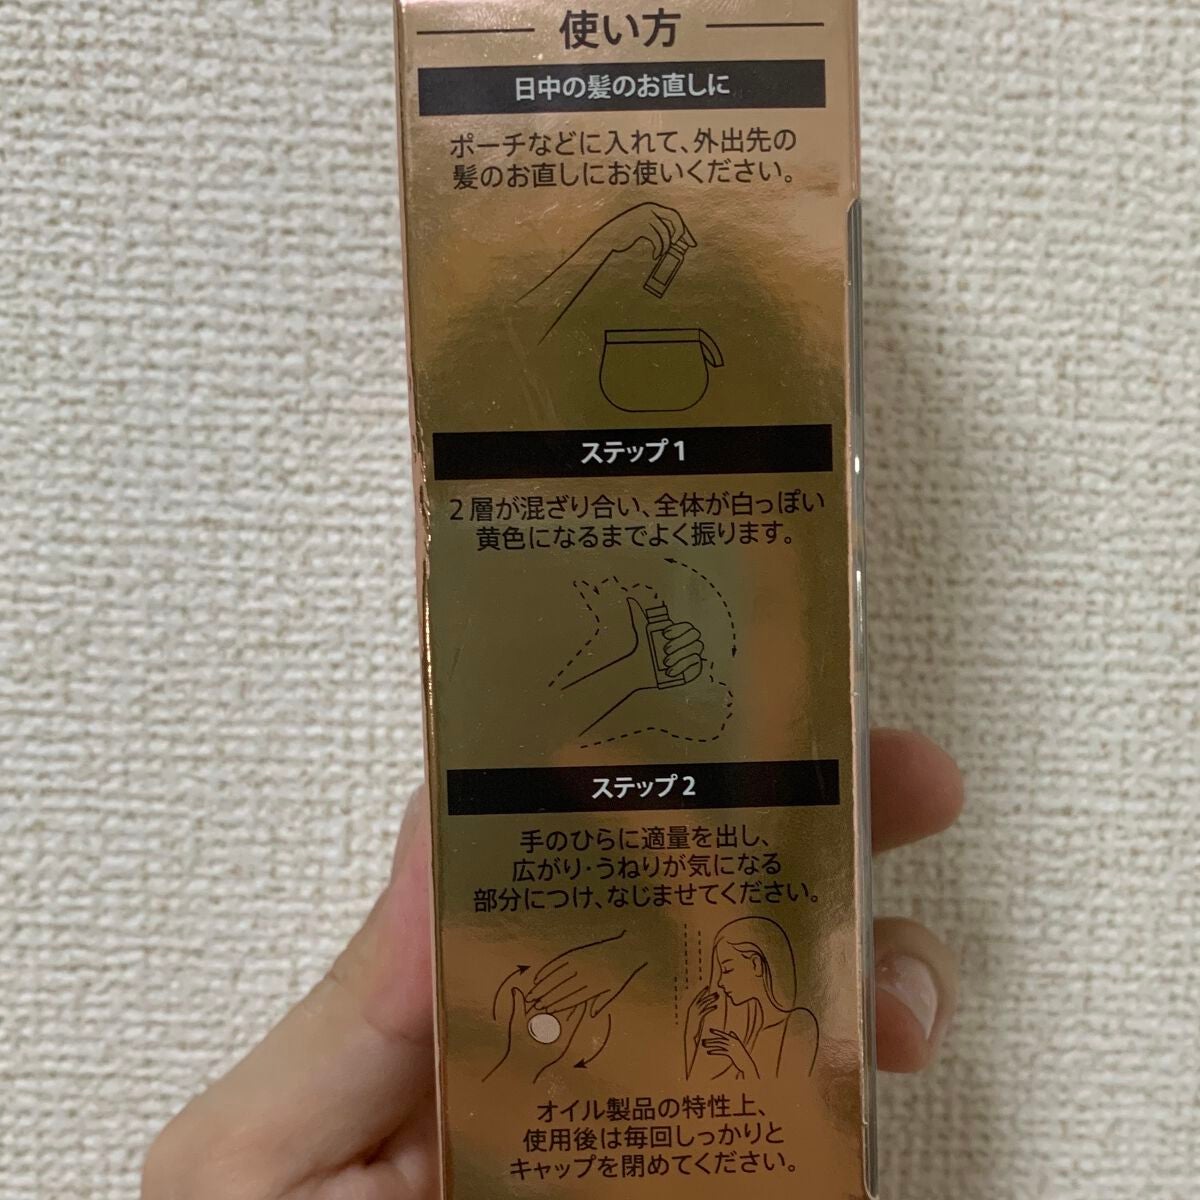 使い方
日中の髪のお直しに
ポーチなどに入れて、外出先の
髪のお直しにお使いください。
ステップ1
2層が混ざり合い、全体が白っぽい
黄色になるまでよく振ります。
ステップ2
手のひらに適量を出し、
広がり・うねりが気になる
部分につけ、なじませてください。
オイル製品の特性上、
使用後は毎回しっかりと
キャップを閉めてください。